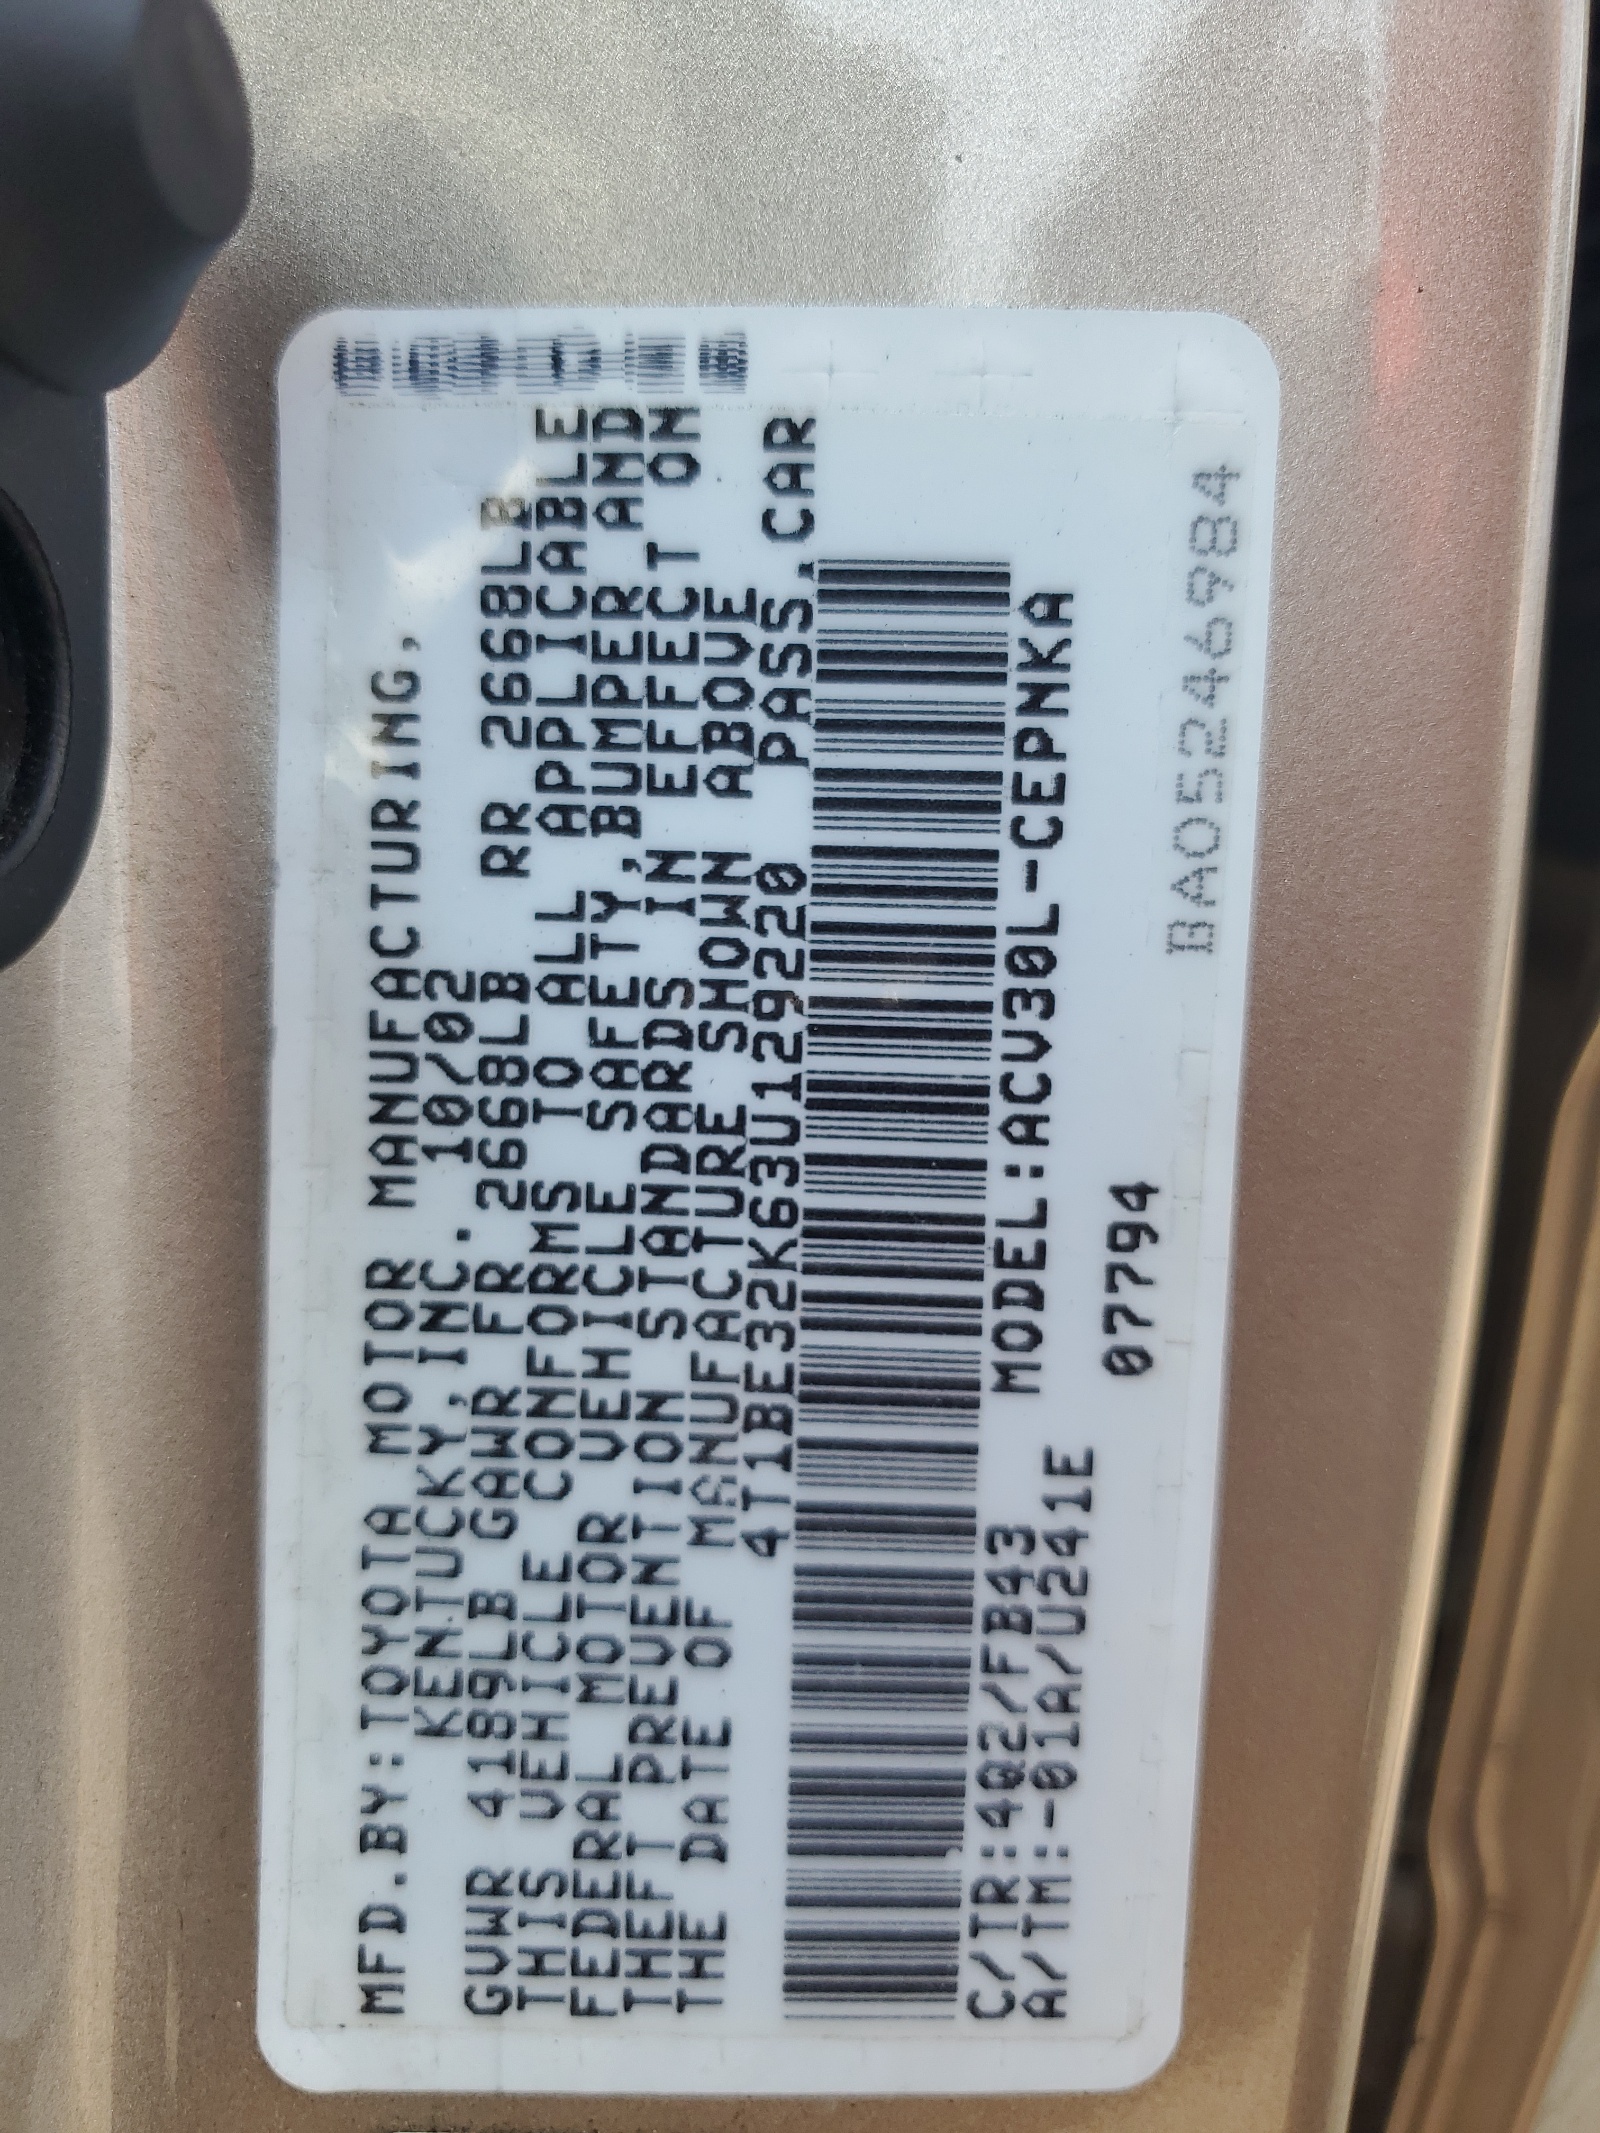 MFD.BY:TOYOTA MOTOR MANUFACTURING,
KENTUCKY,INC. 10/02
GVWR 4189LB GAWR FR 2668LB RR 2668LB
THIS VEHICLE CONFORMS TO ALL APPLICABLE
FEDERAL MOTOR VEHICLE SAFETY,BUMPER AND
THEFT PREVENTION STANDARDS IN EFFECT ON
THE DATE OF MANUFACTURE SHOWN ABOVE
4T1BE32K63U129220 PASS.CAR
C/TR:4Q2/FB43 MODEL:ACV30L-CEPNKA
A/TM:-01A/U241E 07794
BA05246984